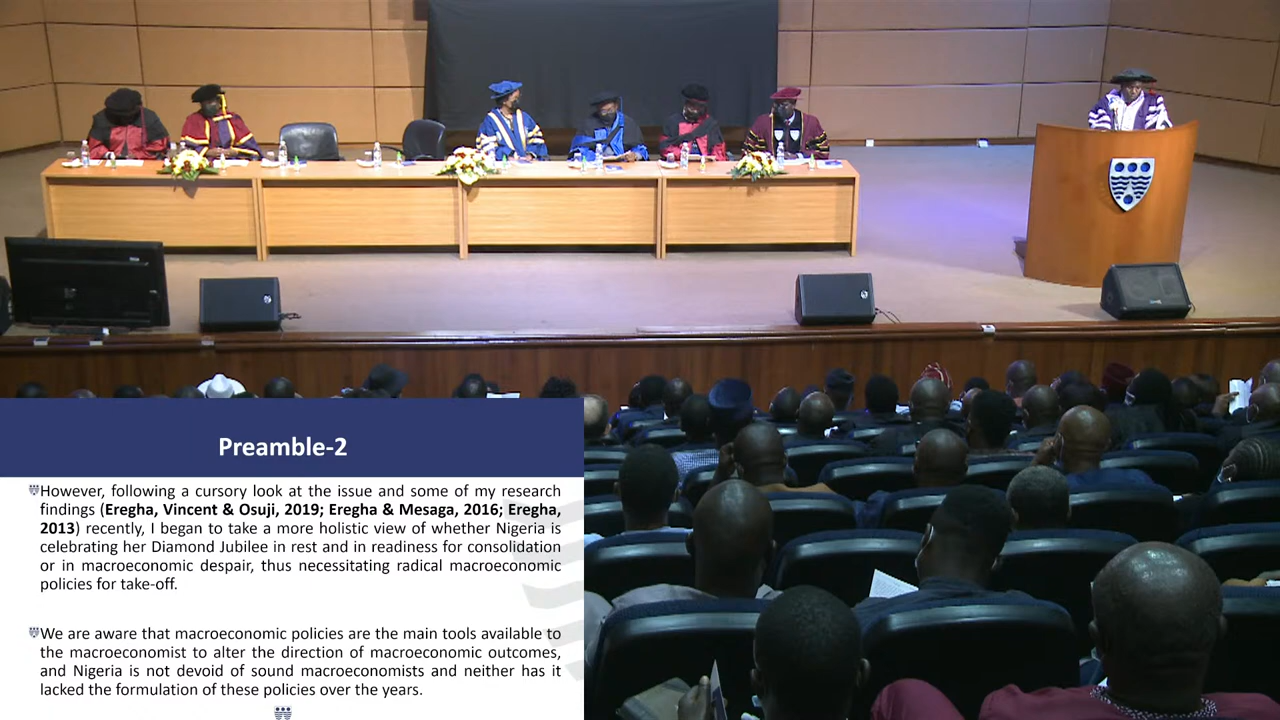 Preamble-2
However, following a cursory look at the issue and some of my research
findings (Eregha, Vincent & Osuji, 2019; Eregha & Mesaga, 2016; Eregha,
2013) recently, I began to take a more holistic view of whether Nigeria is
celebrating her Diamond Jubilee in rest and in readiness for consolidation
or in macroeconomic despair, thus necessitating radical macroeconomic
policies for take-off.
We are aware that macroeconomic policies are the main tools available to
the macroeconomist to alter the direction of macroeconomic outcomes,
and Nigeria is not devoid of sound macroeconomists and neither has it
lacked the formulation of these policies over the years.